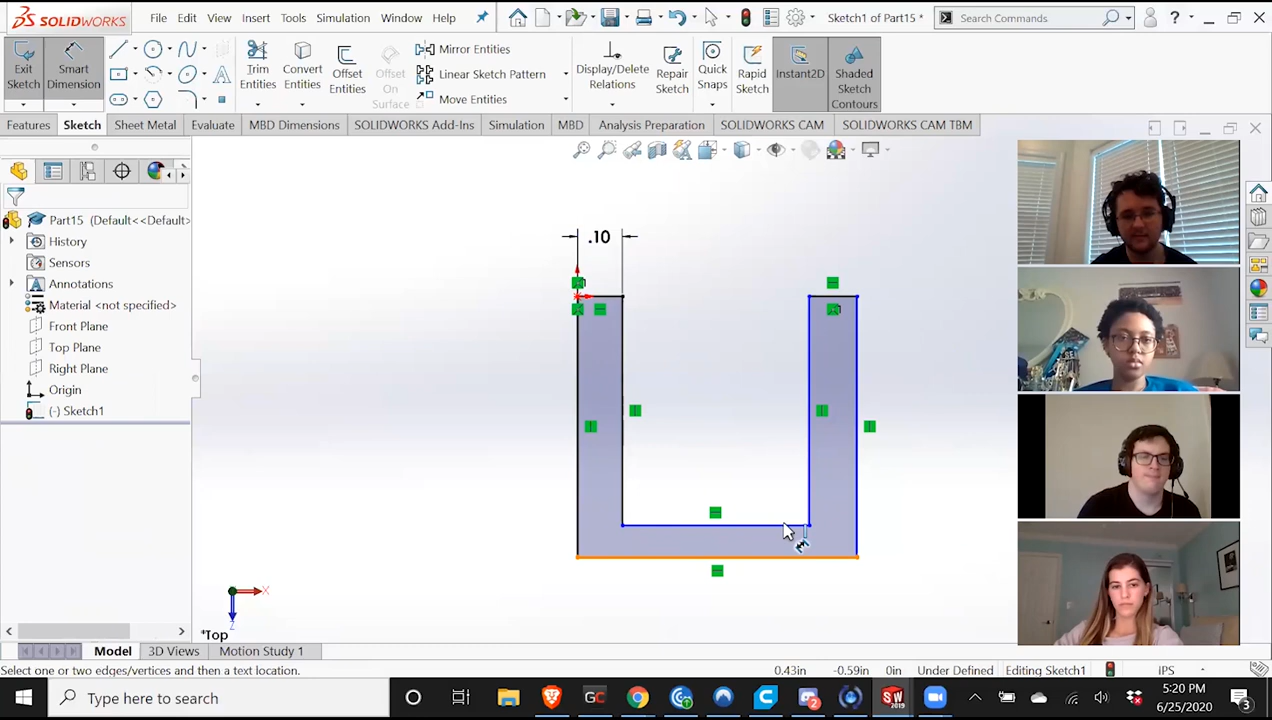 SOLIDWORKS File Edit View Insert Tools Simulation Window Help Sketch1 of Part15 * Search Commands
Exit Sketch
Smart Dimension
Trim Entities
Convert Entities
Offset Entities
Offset On Surface
Mirror Entities
Linear Sketch Pattern
Move Entities
Display/Delete Relations
Repair Sketch
Quick Snaps
Rapid Sketch
Instant2D
Shaded Sketch Contours
Features Sketch Sheet Metal Evaluate MBD Dimensions SOLIDWORKS Add-Ins Simulation MBD Analysis Preparation SOLIDWORKS CAM SOLIDWORKS CAM TBM
Part15 (Default<<Default>
History
Sensors
Annotations
Material <not specified>
Front Plane
Top Plane
Right Plane
Origin
(-) Sketch1
.10
X
Z
*Top
Model 3D Views Motion Study 1
Select one or two edges/vertices and then a text location. 0.43in -0.59in 0in Under Defined Editing Sketch1 IPS
Type here to search
GC
SW
2019
2
5:20 PM
6/25/2020
3